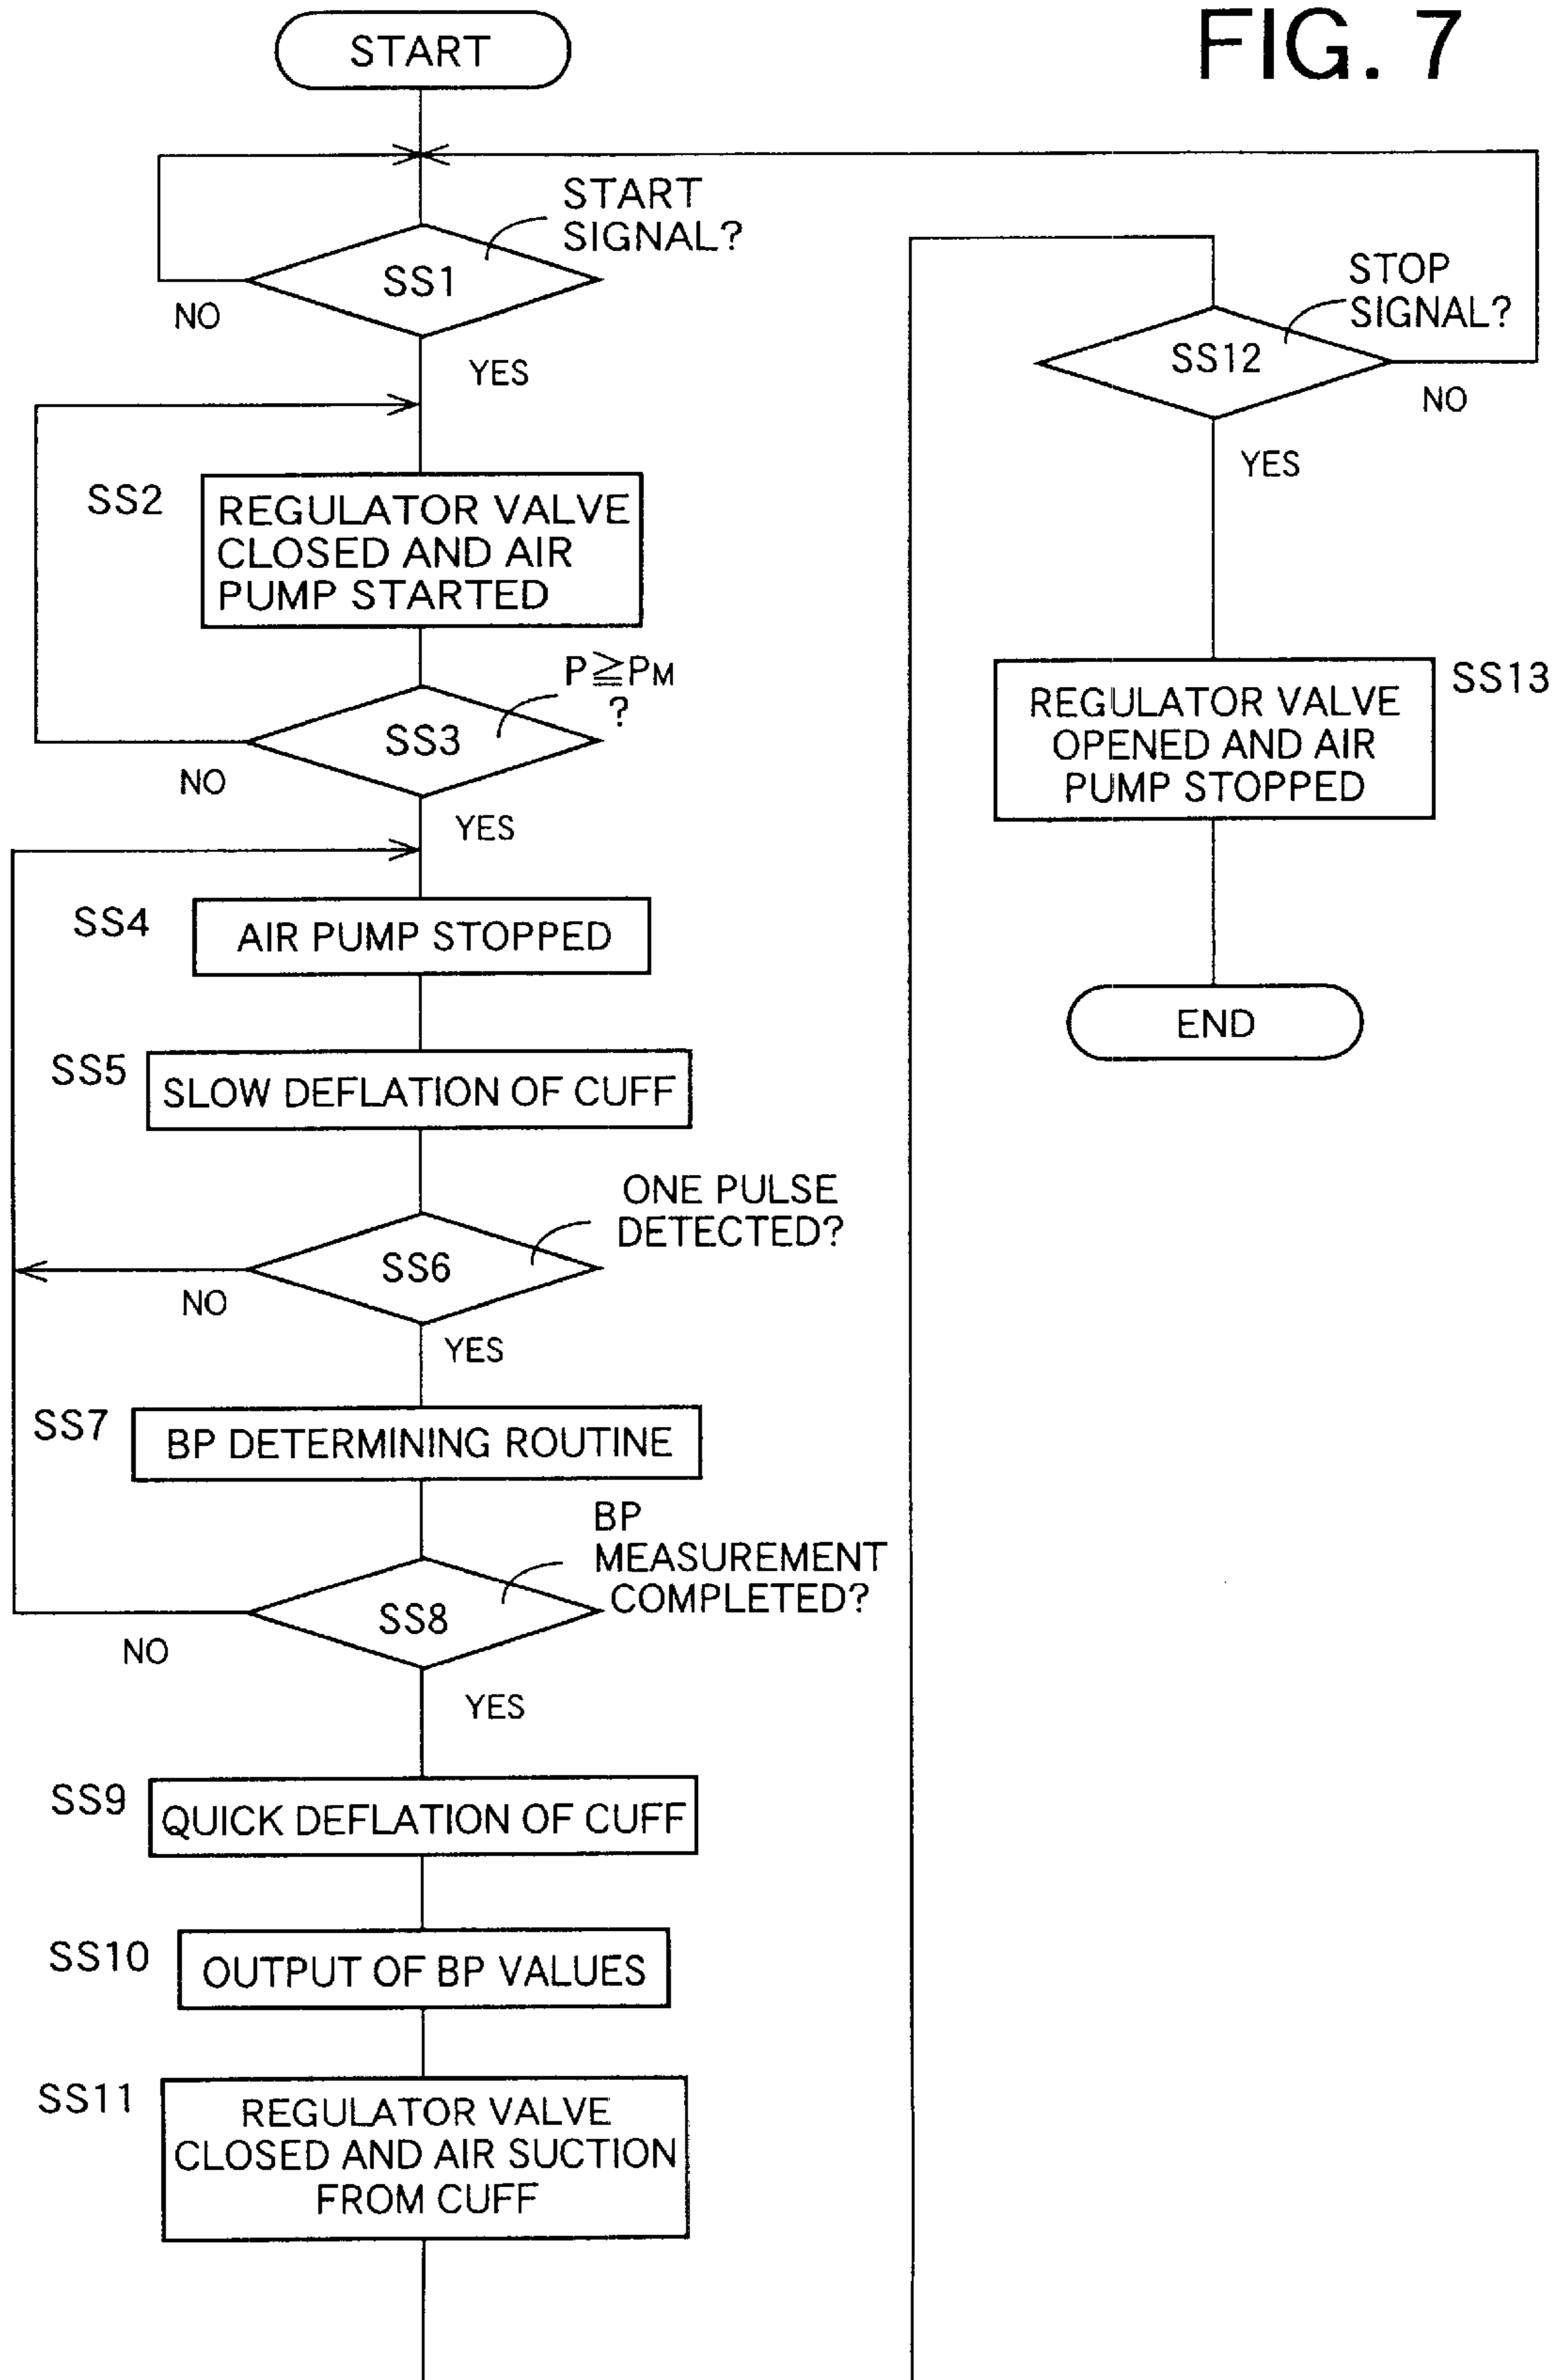 FIG. 7
START
START
SIGNAL?
SS1
NO
YES
SS2
REGULATOR VALVE
CLOSED AND AIR
PUMP STARTED
P≧PM
?
SS3
NO
YES
SS4
AIR PUMP STOPPED
SS5
SLOW DEFLATION OF CUFF
ONE PULSE
DETECTED?
SS6
NO
YES
SS7
BP DETERMINING ROUTINE
BP
MEASUREMENT
COMPLETED?
SS8
NO
YES
SS9
QUICK DEFLATION OF CUFF
SS10
OUTPUT OF BP VALUES
SS11
REGULATOR VALVE
CLOSED AND AIR SUCTION
FROM CUFF
STOP
SIGNAL?
SS12
NO
YES
SS13
REGULATOR VALVE
OPENED AND AIR
PUMP STOPPED
END